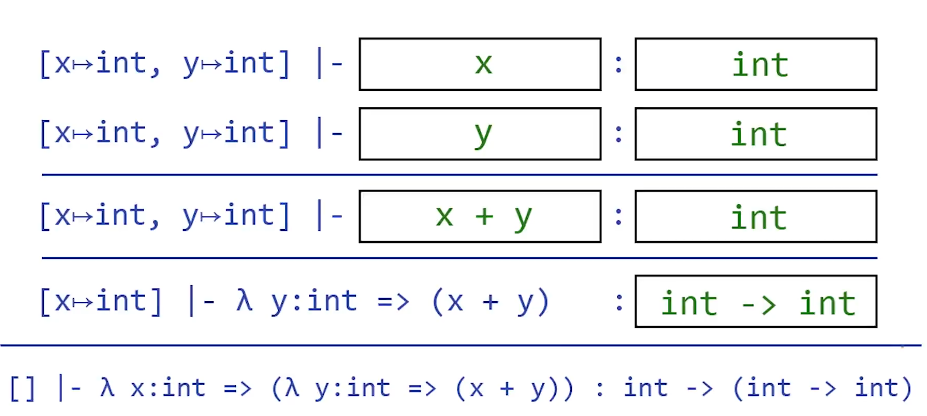 [x↦int, y↦int] |- x : int
[x↦int, y↦int] |- y : int
[x↦int, y↦int] |- x + y : int
[x↦int] |- λ y:int => (x + y) : int -> int
[] |- λ x:int => (λ y:int => (x + y)) : int -> (int -> int)